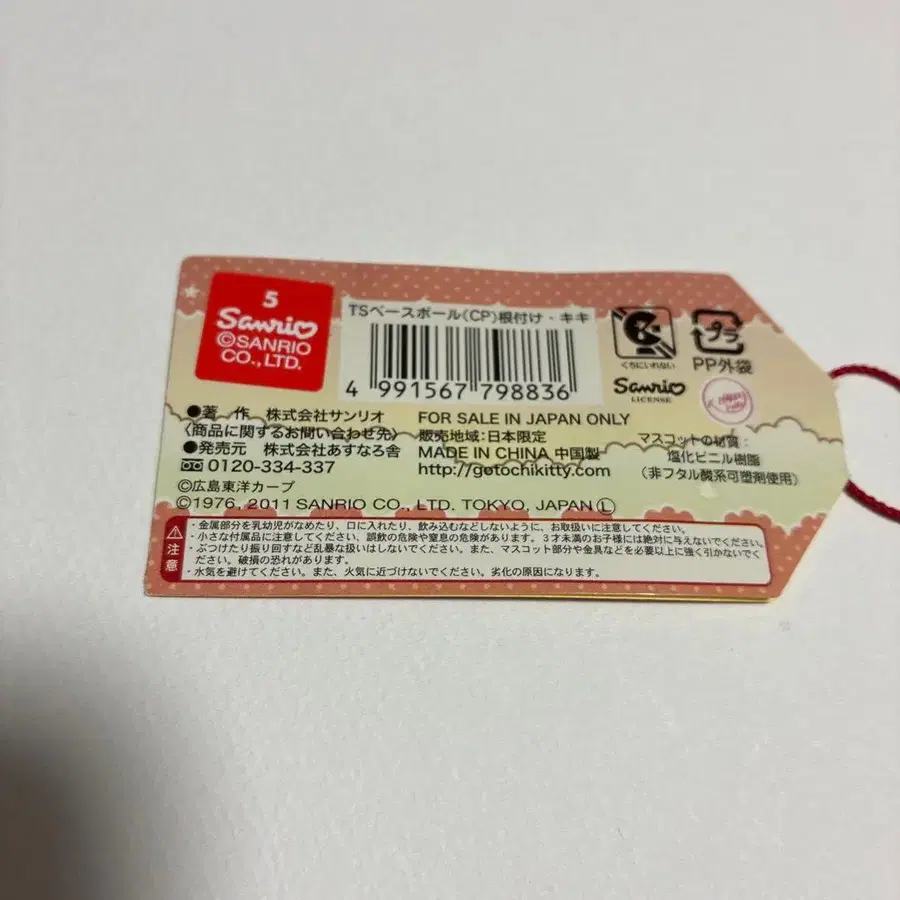 5
Sanrio
©SANRIO
CO., LTD.
TSベースボール(CP)根付け・キキ
4 991567 798836
くちにいれない
プラ
PP外袋
Sanrio
LICENSE
●著 作 株式会社サンリオ
〈商品に関するお問い合わせ先〉
●発売元 株式会社あすなろ舎
0120-334-337
FOR SALE IN JAPAN ONLY
販売地域:日本限定
MADE IN CHINA 中国製
http://gotochikitty.com
マスコットの材質:
塩化ビニル樹脂
(非フタル酸系可塑剤使用)
©広島東洋カープ
©1976, 2011 SANRIO CO., LTD. TOKYO, JAPAN Ⓛ
注意
・金属部分を乳幼児がなめたり、口に入れたり、飲み込むなどしないように、お取扱いに注意してください。
・小さな付属品に注意してください、誤飲の危険や窒息の危険があります。3才未満のお子様には絶対に与えないでください。
・ぶつけたり振り回すなど乱暴な扱いはしないでください。また、マスコット部分や金具などを必要以上に強く引かないでください。破損の恐れがあります。
・水気を避けてください。また、火気に近づけないでください。劣化の原因になります。